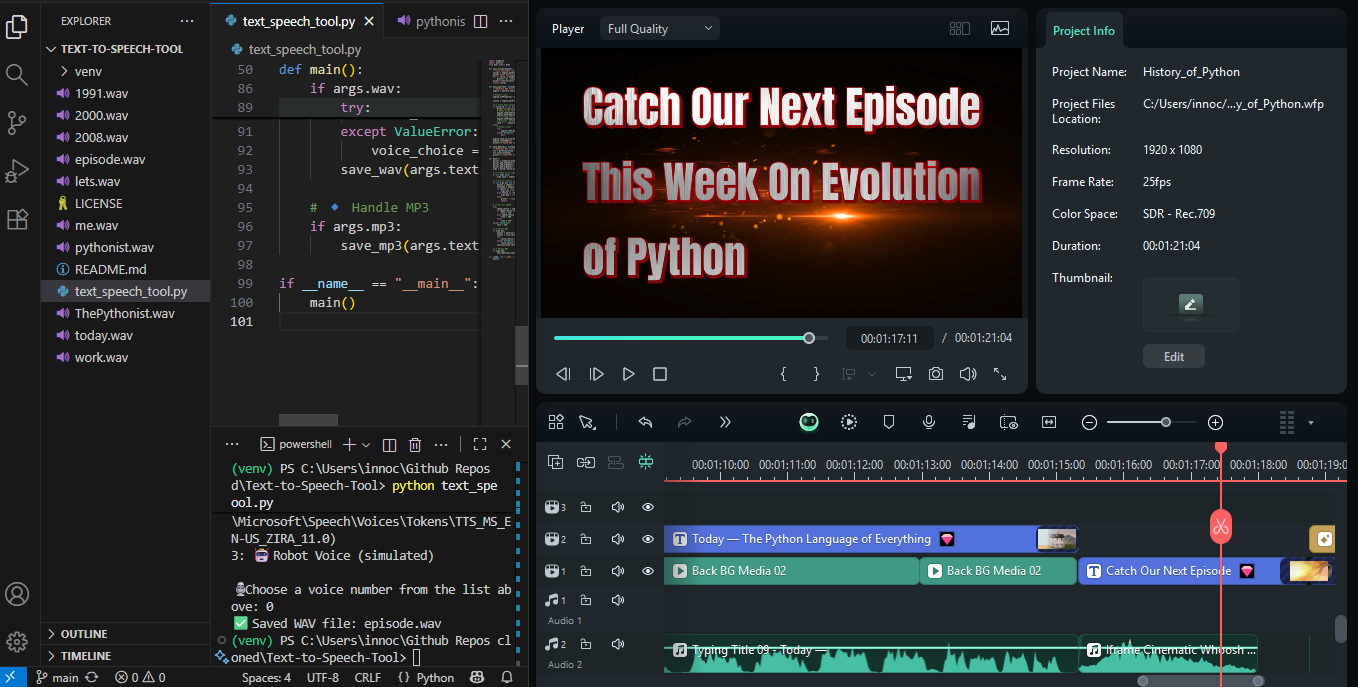 EXPLORER
TEXT-TO-SPEECH-TOOL
venv
1991.wav
2000.wav
2008.wav
episode.wav
lets.wav
LICENSE
me.wav
pythonist.wav
README.md
text_speech_tool.py
ThePythonist.wav
today.wav
work.wav
OUTLINE
TIMELINE
text_speech_tool.py
pythonis
text_speech_tool.py
50 def main():
86 if args.wav:
89 try:
91 except ValueError:
92 voice_choice =
93 save_wav(args.text
94
95 # 🔹 Handle MP3
96 if args.mp3:
97 save_mp3(args.text
98
99 if __name__ == "__main__":
100 main()
101
powershell
(venv) PS C:\Users\innoc\Github Repos
d\Text-to-Speech-Tool> python text_spe
ool.py
\Microsoft\Speech\Voices\Tokens\TTS_MS_E
N-US_ZIRA_11.0)
3: 🤖 Robot Voice (simulated)
🎤Choose a voice number from the list ab
ove: 0
✅ Saved WAV file: episode.wav
(venv) PS C:\Users\innoc\Github Repos cl
oned\Text-to-Speech-Tool>
main
0 0
Spaces: 4
UTF-8
CRLF
{ } Python
Player
Full Quality
Catch Our Next Episode
This Week On Evolution
of Python
00:01:17:11 / 00:01:21:04
Project Info
Project Name: History_of_Python
Project Files Location: C:/Users/innoc/...y_of_Python.wfp
Resolution: 1920 x 1080
Frame Rate: 25fps
Color Space: SDR - Rec.709
Duration: 00:01:21:04
Thumbnail:
Edit
00:01:10:00 00:01:11:00 00:01:12:00 00:01:13:00 00:01:14:00 00:01:15:00 00:01:16:00 00:01:17:00 00:01:18:00 00:01:19:0
3
2
Today — The Python Language of Everything
1
Back BG Media 02
Back BG Media 02
Catch Our Next Episode
1
Audio 1
2
Audio 2
Typing Title 09 - Today —
Iframe Cinematic Whoosh ...